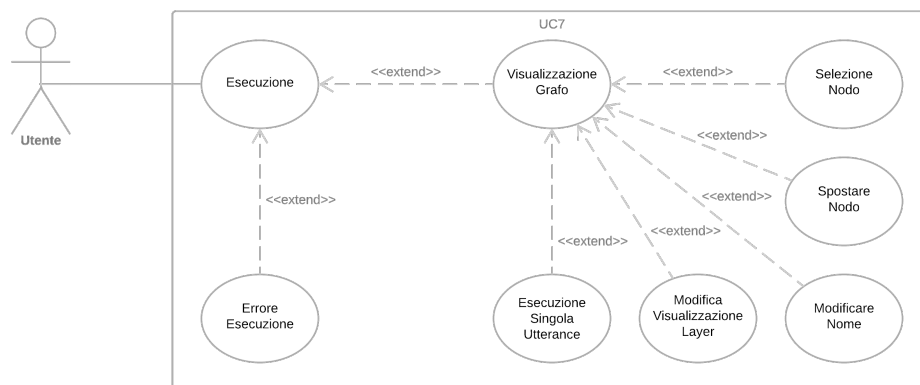 UC7
Utente
Esecuzione
<<extend>>
Visualizzazione
Grafo
<<extend>>
Selezione
Nodo
<<extend>>
Spostare
Nodo
<<extend>>
<<extend>>
<<extend>>
<<extend>>
Errore
Esecuzione
Esecuzione
Singola
Utterance
Modifica
Visualizzazione
Layer
Modificare
Nome